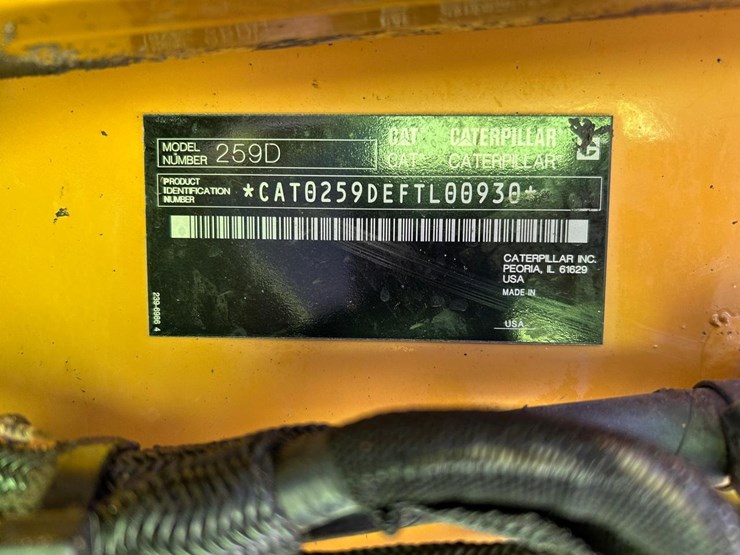 MODEL NUMBER 259D
CAT CATERPILLAR
CAT CATERPILLAR
PRODUCT IDENTIFICATION NUMBER *CAT0259DEFTL00930*
CATERPILLAR INC.
PEORIA, IL 61629
USA
MADE IN
USA
239-6986 4